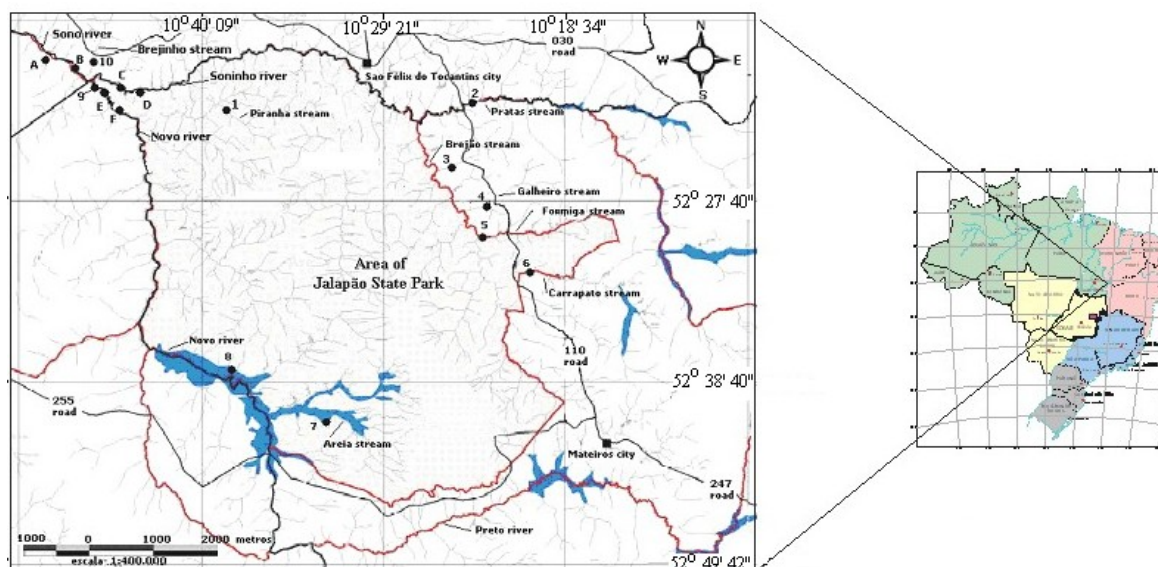 10° 40' 09"
10° 29' 21"
10° 18' 34"
Sono river
Brejinho stream
030
road
N
W
E
S
A
B
10
C
Soninho river
Sao Félix do Tocantins city
9
E
D
F
1
Piranha stream
2
Pratas stream
Novo river
Brejão stream
3
Galheiro stream
52° 27' 40"
4
Formiga stream
5
Area of
Jalapão State Park
6
Carrapato stream
Novo river
8
110
road
52° 38' 40"
255
road
7
Areia stream
Mateiros city
247
road
Preto river
1000
0
1000
2000
metros
escala 1:400.000
52° 49' 42"